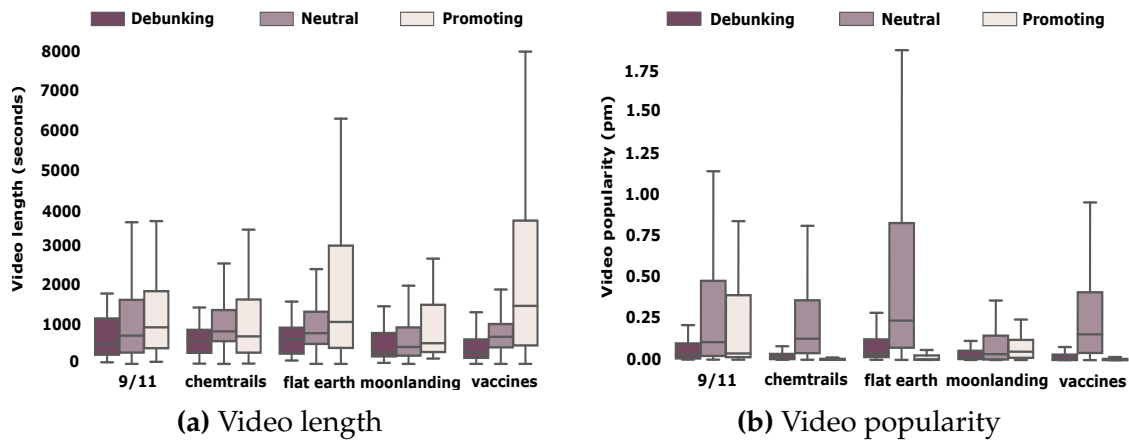 Debunking Neutral Promoting
Video length (seconds)
8000
7000
6000
5000
4000
3000
2000
1000
0
9/11 chemtrails flat earth moonlanding vaccines
(a) Video length
Debunking Neutral Promoting
Video popularity (pm)
1.75
1.50
1.25
1.00
0.75
0.50
0.25
0.00
9/11 chemtrails flat earth moonlanding vaccines
(b) Video popularity